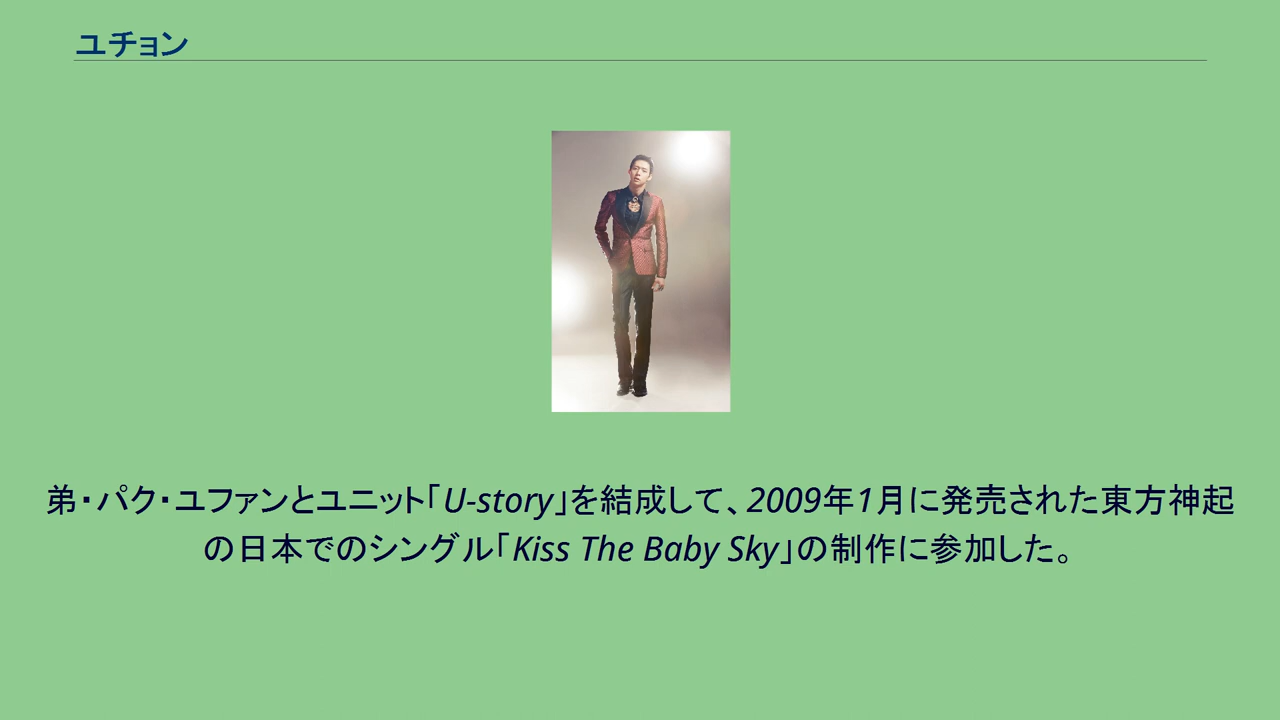 ユチョン
弟・パク・ユファンとユニット「U-story」を結成して、2009年1月に発売された東方神起
の日本でのシングル「Kiss The Baby Sky」の制作に参加した。